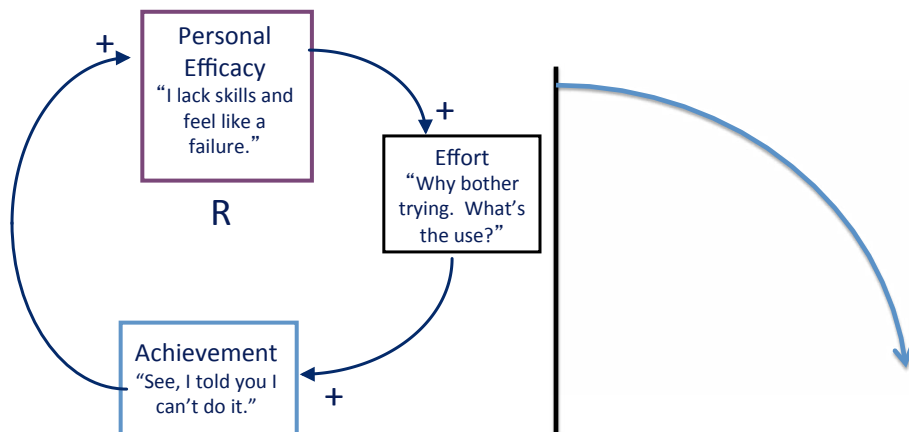 +
Personal
Efficacy
“I lack skills and
feel like a
failure.”
+
Effort
“Why bother
trying. What’s
the use?”
R
Achievement
“See, I told you I
can’t do it.”
+